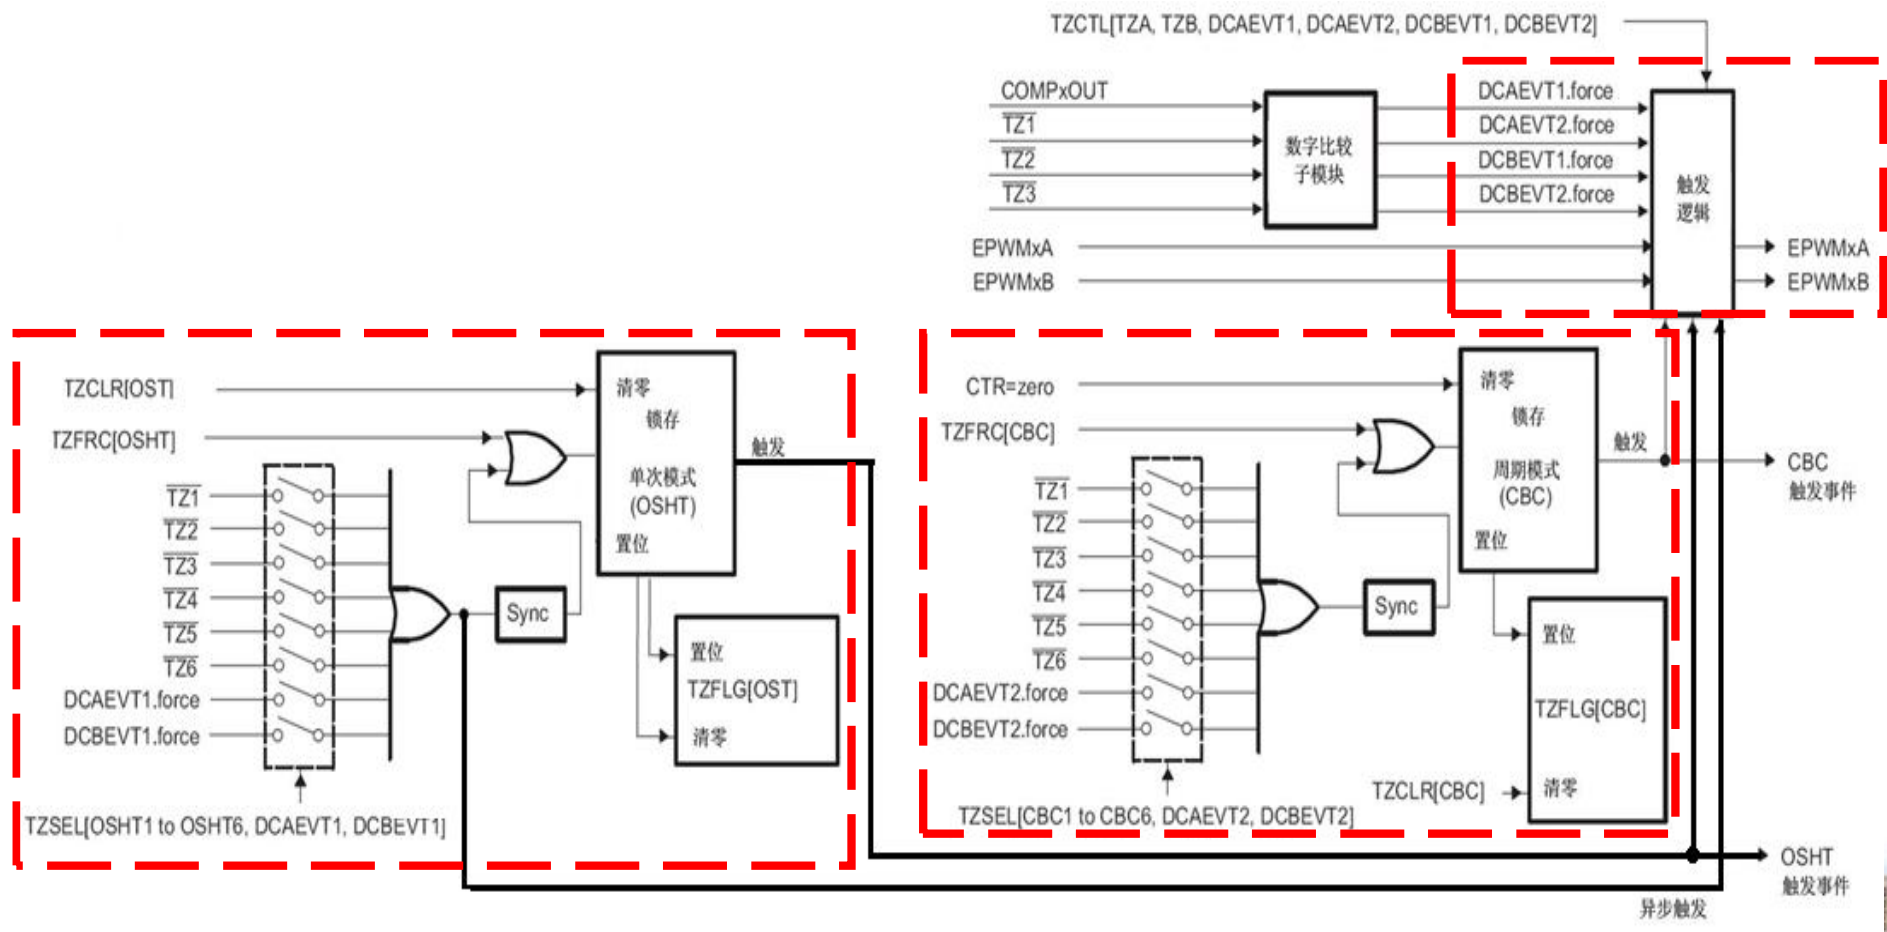 TZCTL[TZA, TZB, DCAEVT1, DCAEVT2, DCBEVT1, DCBEVT2]
COMPxOUT
TZ1
TZ2
TZ3
数字比较
子模块
DCAEVT1.force
DCAEVT2.force
DCBEVT1.force
DCBEVT2.force
触发
逻辑
EPWMxA
EPWMxB
EPWMxA
EPWMxB
TZCLR[OST]
TZFRC[OSHT]
清零
锁存
单次模式
(OSHT)
置位
触发
TZ1
TZ2
TZ3
TZ4
TZ5
TZ6
DCAEVT1.force
DCBEVT1.force
Sync
置位
TZFLG[OST]
清零
TZSEL[OSHT1 to OSHT6, DCAEVT1, DCBEVT1]
CTR=zero
TZFRC[CBC]
清零
锁存
周期模式
(CBC)
置位
触发
CBC
触发事件
TZ1
TZ2
TZ3
TZ4
TZ5
TZ6
DCAEVT2.force
DCBEVT2.force
Sync
置位
TZFLG[CBC]
TZCLR[CBC]
清零
TZSEL[CBC1 to CBC6, DCAEVT2, DCBEVT2]
OSHT
触发事件
异步触发